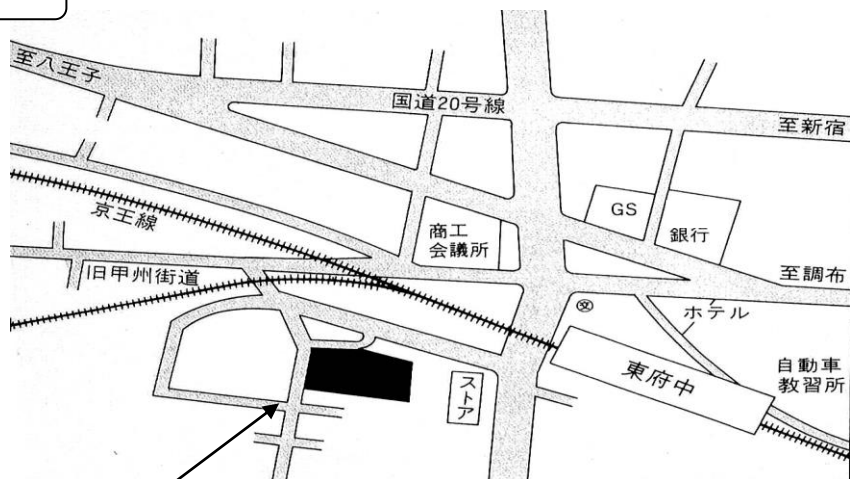 至八王子
国道20号線
至新宿
京王線
GS
商工
会議所
銀行
旧甲州街道
至調布
ホテル
交
東府中
自動車
教習所
ストア